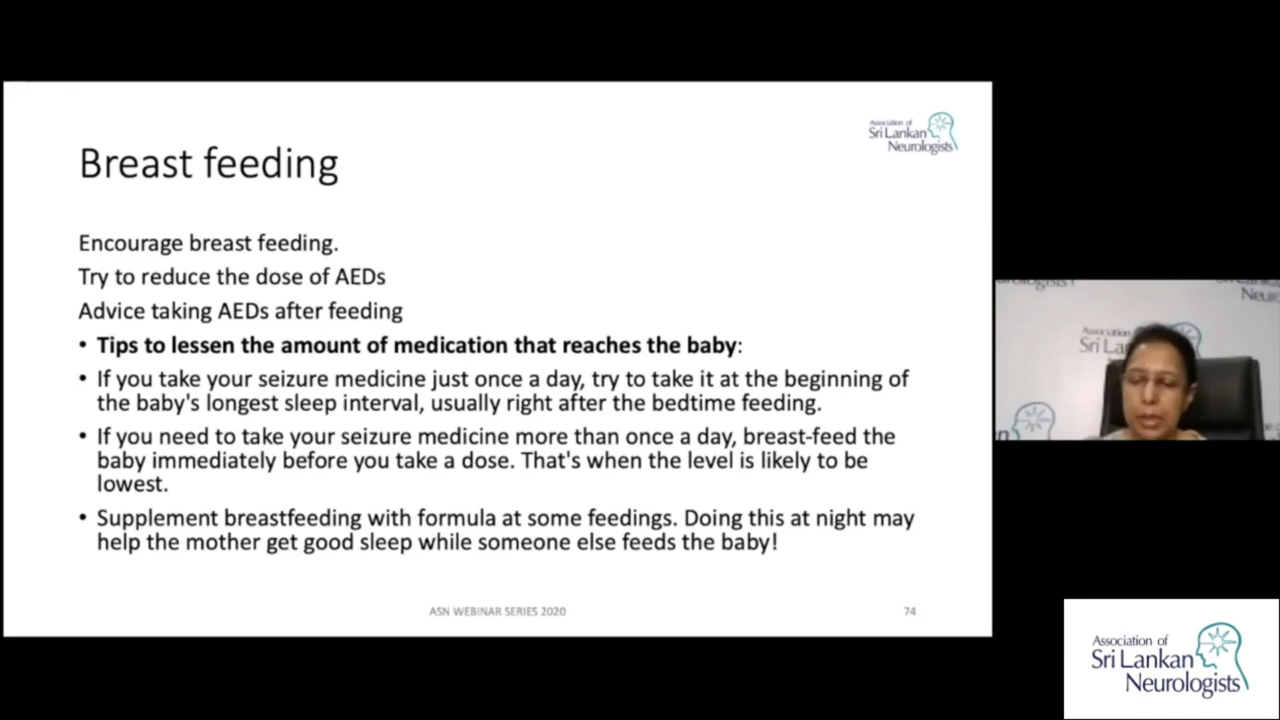 Association of
Sri Lankan
Neurologists
Breast feeding
Encourage breast feeding.
Try to reduce the dose of AEDs
Advice taking AEDs after feeding
• Tips to lessen the amount of medication that reaches the baby:
• If you take your seizure medicine just once a day, try to take it at the beginning of
the baby's longest sleep interval, usually right after the bedtime feeding.
• If you need to take your seizure medicine more than once a day, breast-feed the
baby immediately before you take a dose. That's when the level is likely to be
lowest.
• Supplement breastfeeding with formula at some feedings. Doing this at night may
help the mother get good sleep while someone else feeds the baby!
ASN WEBINAR SERIES 2020
74
Association of
Sri Lankan
Neurologists